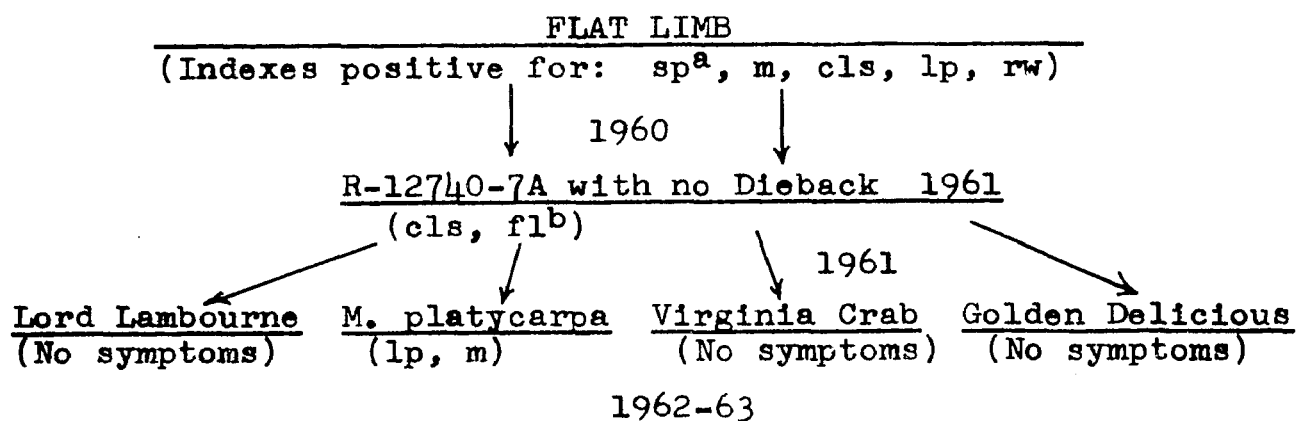 FLAT LIMB
(Indexes positive for: spa, m, cls, lp, rw)
1960
R-12740-7A with no Dieback 1961
(cls, flb)
1961
Lord Lambourne M. platycarpa Virginia Crab Golden Delicious
(No symptoms) (lp, m) (No symptoms) (No symptoms)
1962-63